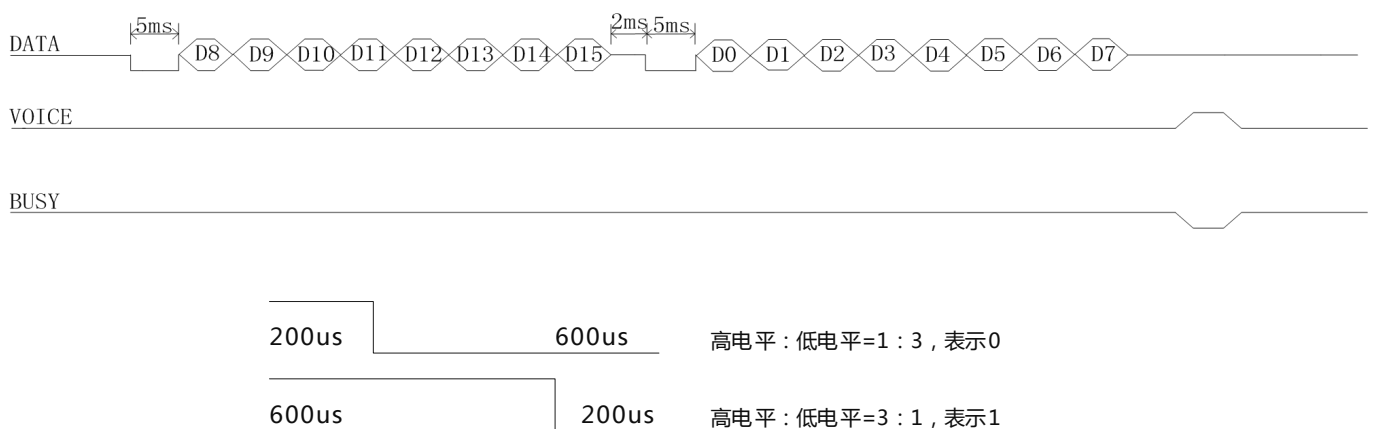 5ms 2ms 5ms
DATA D8 D9 D10 D11 D12 D13 D14 D15 D0 D1 D2 D3 D4 D5 D6 D7
VOICE
BUSY
200us 600us 高电平:低电平=1:3,表示0
600us 200us 高电平:低电平=3:1,表示1